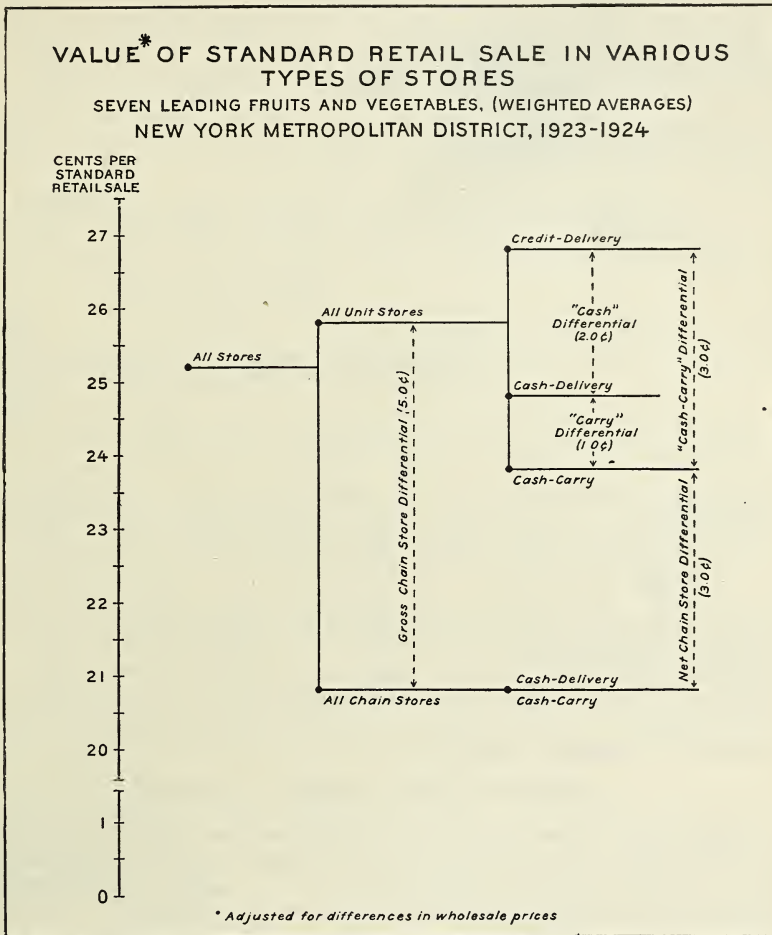 VALUE* OF STANDARD RETAIL SALE IN VARIOUS
TYPES OF STORES
SEVEN LEADING FRUITS AND VEGETABLES, (WEIGHTED AVERAGES)
NEW YORK METROPOLITAN DISTRICT, 1923-1924
CENTS PER
STANDARD
RETAIL SALE
27
26
25
24
23
22
21
20
1
0
All Stores
All Unit Stores
Gross Chain Store Differential (5.0¢)
All Chain Stores
Credit-Delivery
"Cash"
Differential
(2.0¢)
Cash-Delivery
"Carry"
Differential
(1 0¢)
Cash-Carry
"Cash-Carry" Differential
(3.0¢)
Net Chain Store Differential
(3.0¢)
Cash-Delivery
Cash-Carry
* Adjusted for differences in wholesale prices